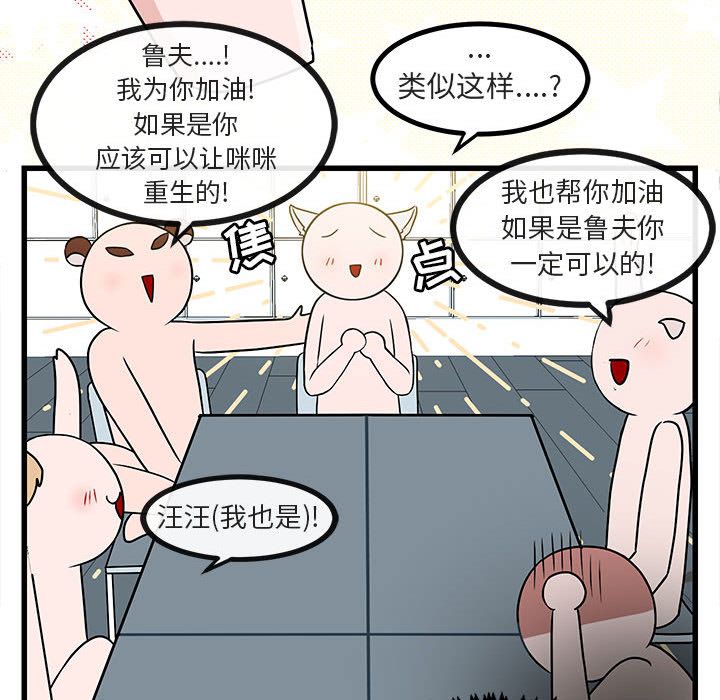 鲁夫....!
我为你加油!
如果是你
应该可以让咪咪
重生的!
...
类似这样....?
我也帮你加油
如果是鲁夫你
一定可以的!
焦点
汪汪(我也是)!